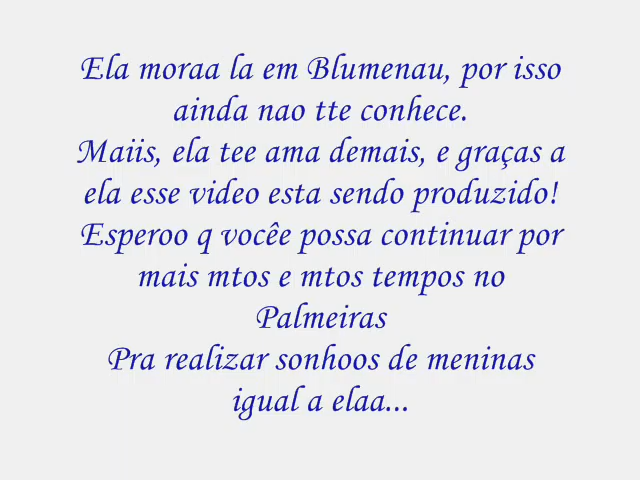 Ela moraa la em Blumenau, por isso
ainda nao tte conhece.
Maiis, ela tee ama demais, e graças a
ela esse video esta sendo produzido!
Esperoo q vocêe possa continuar por
mais mtos e mtos tempos no
Palmeiras
Pra realizar sonhoos de meninas
igual a elaa...